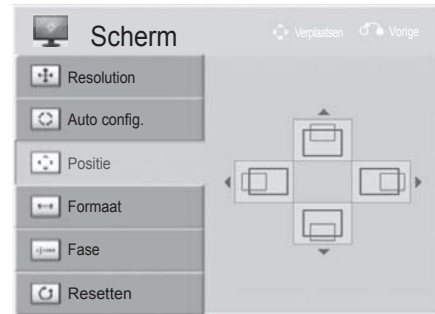 Scherm
Verplaatsen Vorige
Resolution
Auto config.
Positie
Formaat
Fase
Resetten